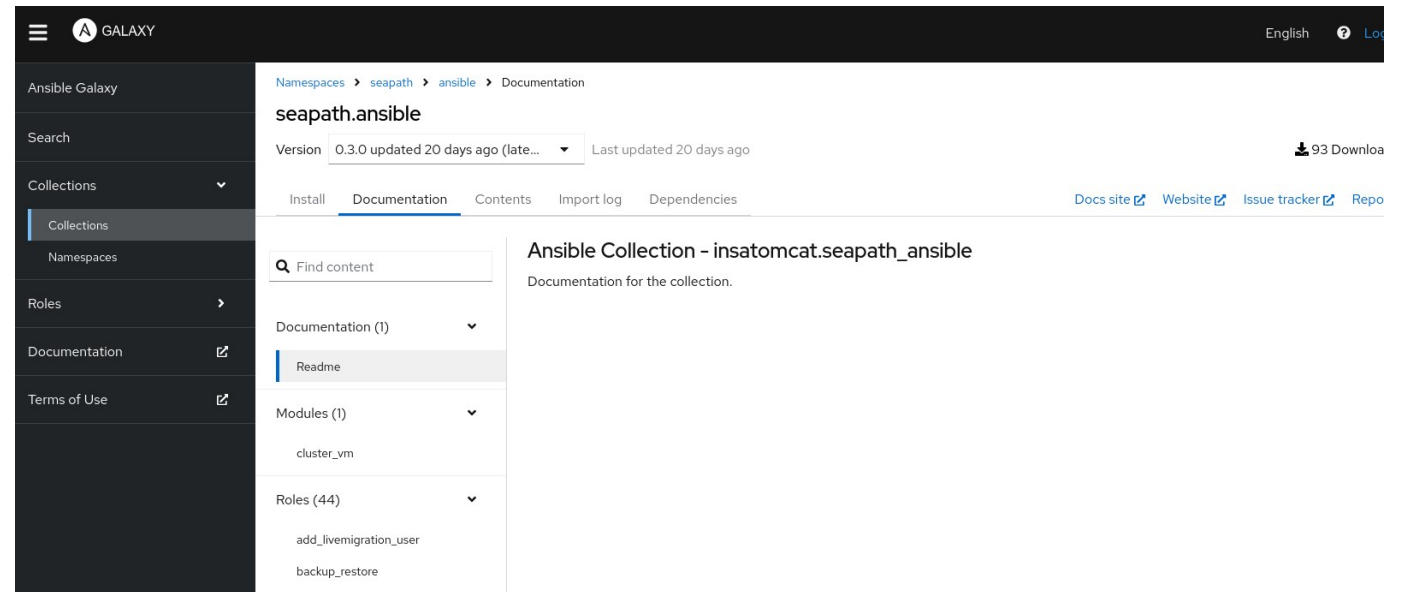 GALAXY
English
Ansible Galaxy
Search
Collections
Collections
Namespaces
Roles
Documentation
Terms of Use
Namespaces > seapath > ansible > Documentation
seapath.ansible
Version 0.3.0 updated 20 days ago (late... Last updated 20 days ago
93 Downloa
Install Documentation Contents Import log Dependencies
Docs site Website Issue tracker Repo
Find content
Documentation (1)
Readme
Modules (1)
cluster_vm
Roles (44)
add_livemigration_user
backup_restore
Ansible Collection - insatomcat.seapath_ansible
Documentation for the collection.